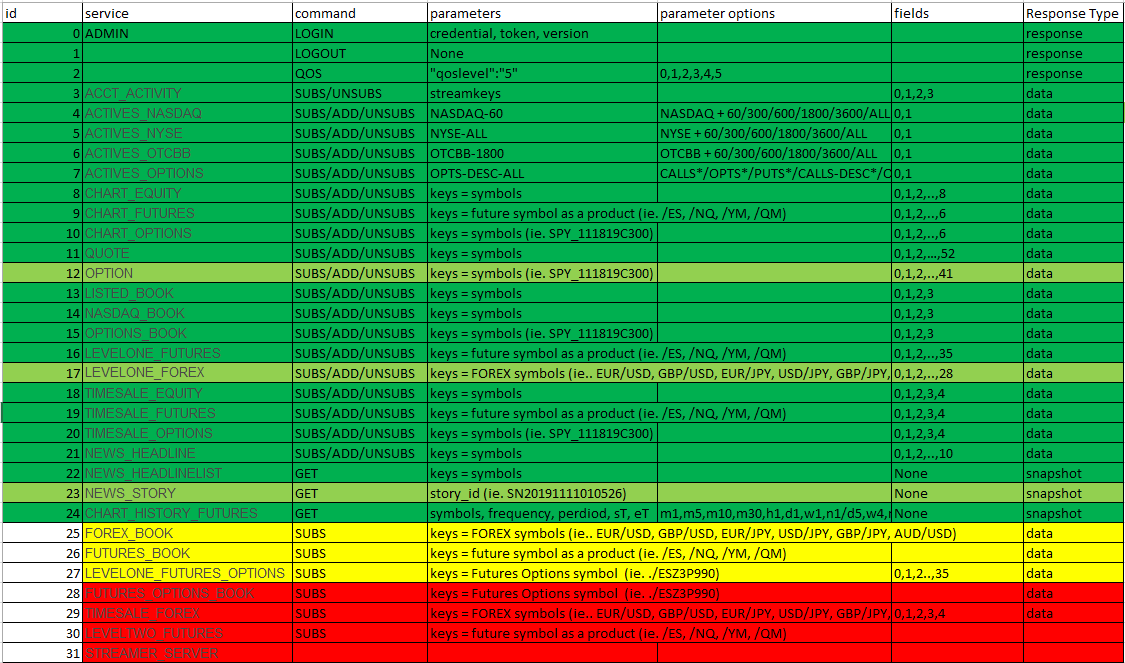 id service command parameters parameter options fields Response Type
0 ADMIN LOGIN credential, token, version response
1 LOGOUT None response
2 QOS "qoslevel":"5" 0,1,2,3,4,5 response
3 ACCT_ACTIVITY SUBS/UNSUBS streamkeys 0,1,2,3 data
4 ACTIVES_NASDAQ SUBS/ADD/UNSUBS NASDAQ-60 NASDAQ + 60/300/600/1800/3600/ALL 0,1 data
5 ACTIVES_NYSE SUBS/ADD/UNSUBS NYSE-ALL NYSE + 60/300/600/1800/3600/ALL 0,1 data
6 ACTIVES_OTCBB SUBS/ADD/UNSUBS OTCBB-1800 OTCBB + 60/300/600/1800/3600/ALL 0,1 data
7 ACTIVES_OPTIONS SUBS/ADD/UNSUBS OPTS-DESC-ALL CALLS*/OPTS*/PUTS*/CALLS-DESC*/O 0,1 data
8 CHART_EQUITY SUBS/ADD/UNSUBS keys = symbols 0,1,2,..,8 data
9 CHART_FUTURES SUBS/ADD/UNSUBS keys = future symbol as a product (ie. /ES, /NQ, /YM, /QM) 0,1,2,..,6 data
10 CHART_OPTIONS SUBS/ADD/UNSUBS keys = symbols (ie. SPY_111819C300) 0,1,2,..,6 data
11 QUOTE SUBS/ADD/UNSUBS keys = symbols 0,1,2,...,52 data
12 OPTION SUBS/ADD/UNSUBS keys = symbols (ie. SPY_111819C300) 0,1,2,..,41 data
13 LISTED_BOOK SUBS/ADD/UNSUBS keys = symbols 0,1,2,3 data
14 NASDAQ_BOOK SUBS/ADD/UNSUBS keys = symbols 0,1,2,3 data
15 OPTIONS_BOOK SUBS/ADD/UNSUBS keys = symbols (ie. SPY_111819C300) 0,1,2,3 data
16 LEVELONE_FUTURES SUBS/ADD/UNSUBS keys = future symbol as a product (ie. /ES, /NQ, /YM, /QM) 0,1,2,..,35 data
17 LEVELONE_FOREX SUBS/ADD/UNSUBS keys = FOREX symbols (ie.. EUR/USD, GBP/USD, EUR/JPY, USD/JPY, GBP/JPY, 0,1,2,..,28 data
18 TIMESALE_EQUITY SUBS/ADD/UNSUBS keys = symbols 0,1,2,3,4 data
19 TIMESALE_FUTURES SUBS/ADD/UNSUBS keys = future symbol as a product (ie. /ES, /NQ, /YM, /QM) 0,1,2,3,4 data
20 TIMESALE_OPTIONS SUBS/ADD/UNSUBS keys = symbols (ie. SPY_111819C300) 0,1,2,3,4 data
21 NEWS_HEADLINE SUBS/ADD/UNSUBS keys = symbols 0,1,2,..,10 data
22 NEWS_HEADLINELIST GET keys = symbols None snapshot
23 NEWS_STORY GET story_id (ie. SN20191111010526) None snapshot
24 CHART_HISTORY_FUTURES GET symbols, frequency, perdiod, sT, eT m1,m5,m10,m30,h1,d1,w1,n1/d5,w4,n None snapshot
25 FOREX_BOOK SUBS keys = FOREX symbols (ie.. EUR/USD, GBP/USD, EUR/JPY, USD/JPY, GBP/JPY, AUD/USD) data
26 FUTURES_BOOK SUBS keys = future symbol as a product (ie. /ES, /NQ, /YM, /QM) data
27 LEVELONE_FUTURES_OPTIONS SUBS keys = Futures Options symbol (ie. ./ESZ3P990) 0,1,2..,35 data
28 FUTURES_OPTIONS_BOOK SUBS keys = Futures Options symbol (ie. ./ESZ3P990) data
29 TIMESALE_FOREX SUBS keys = FOREX symbols (ie.. EUR/USD, GBP/USD, EUR/JPY, USD/JPY, GBP/JPY, 0,1,2,3,4 data
30 LEVELTWO_FUTURES SUBS keys = future symbol as a product (ie. /ES, /NQ, /YM, /QM)
31 STREAMER_SERVER